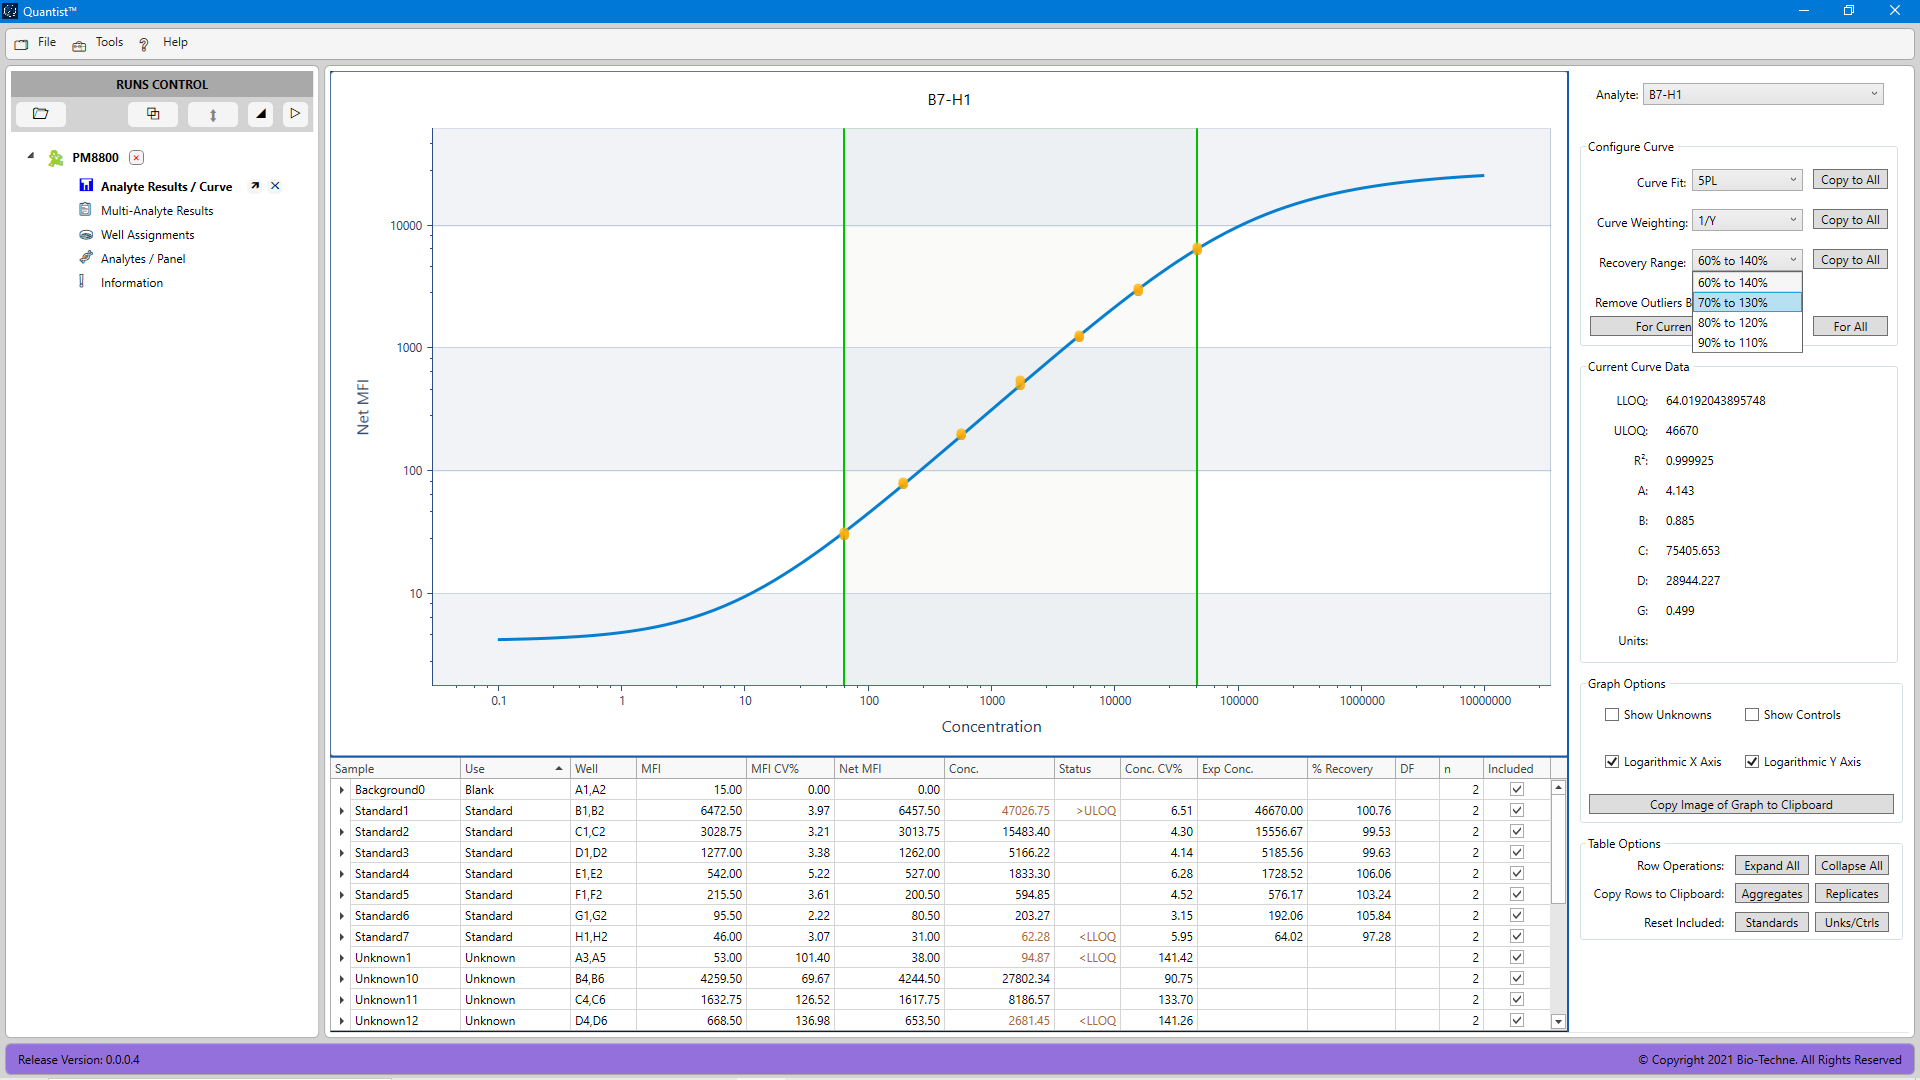 Quantist™
File Tools Help
RUNS CONTROL
PM8800
Analyte Results / Curve
Multi-Analyte Results
Well Assignments
Analytes / Panel
Information
B7-H1
10000
1000
100
10
Net MFI
0.1 1 10 100 1000 10000 100000 1000000 10000000
Concentration
Sample Use Well MFI MFI CV% Net MFI Conc. Status Conc. CV% Exp Conc. % Recovery DF n Included
Background0 Blank A1,A2 15.00 0.00 0.00 2
Standard1 Standard B1,B2 6472.50 3.97 6457.50 47026.75 >ULOQ 6.51 46670.00 100.76 2
Standard2 Standard C1,C2 3028.75 3.21 3013.75 15483.40 4.30 15556.67 99.53 2
Standard3 Standard D1,D2 1277.00 3.38 1262.00 5166.22 4.14 5185.56 99.63 2
Standard4 Standard E1,E2 542.00 5.22 527.00 1833.30 6.28 1728.52 106.06 2
Standard5 Standard F1,F2 215.50 3.61 200.50 594.85 4.52 576.17 103.24 2
Standard6 Standard G1,G2 95.50 2.22 80.50 203.27 3.15 192.06 105.84 2
Standard7 Standard H1,H2 46.00 3.07 31.00 62.28 <LLOQ 5.95 64.02 97.28 2
Unknown1 Unknown A3,A5 53.00 101.40 38.00 94.87 <LLOQ 141.42 2
Unknown10 Unknown B4,B6 4259.50 69.67 4244.50 27802.34 90.75 2
Unknown11 Unknown C4,C6 1632.75 126.52 1617.75 8186.57 133.70 2
Unknown12 Unknown D4,D6 668.50 136.98 653.50 2681.45 <LLOQ 141.26 2
Analyte: B7-H1
Configure Curve
Curve Fit: 5PL Copy to All
Curve Weighting: 1/Y Copy to All
Recovery Range: 60% to 140% Copy to All
60% to 140%
Remove Outliers B 70% to 130%
80% to 120%
For Curren For All
90% to 110%
Current Curve Data
LLOQ: 64.0192043895748
ULOQ: 46670
R²: 0.999925
A: 4.143
B: 0.885
C: 75405.653
D: 28944.227
G: 0.499
Units:
Graph Options
Show Unknowns Show Controls
Logarithmic X Axis Logarithmic Y Axis
Copy Image of Graph to Clipboard
Table Options
Row Operations: Expand All Collapse All
Copy Rows to Clipboard: Aggregates Replicates
Reset Included: Standards Unks/Ctrls
Release Version: 0.0.0.4
© Copyright 2021 Bio-Techne. All Rights Reserved